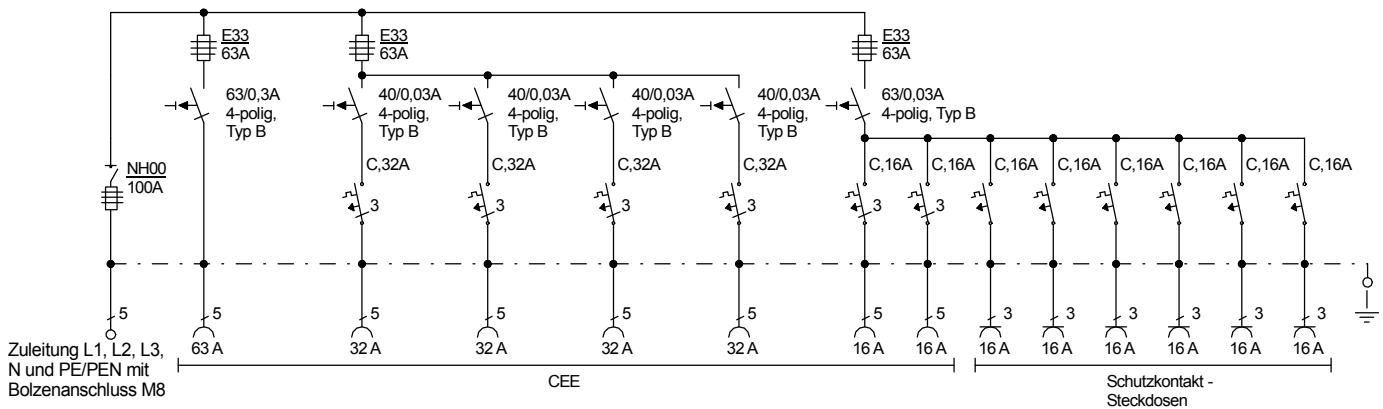 E33
63A
E33
63A
E33
63A
63/0,3A
4-polig,
Typ B
40/0,03A
4-polig,
Typ B
40/0,03A
4-polig,
Typ B
40/0,03A
4-polig,
Typ B
40/0,03A
4-polig,
Typ B
63/0,03A
4-polig, Typ B
NH00
100A
C,32A
C,32A
C,32A
C,32A
C,16A
C,16A
C,16A
C,16A
C,16A
C,16A
C,16A
C,16A
3
3
3
3
3
3
5
5
5
5
5
5
5
5
3
3
3
3
3
3
63 A
32 A
32 A
32 A
32 A
16 A
16 A
16 A
16 A
16 A
16 A
16 A
16 A
Zuleitung L1, L2, L3,
N und PE/PEN mit
Bolzenanschluss M8
CEE
Schutzkontakt -
Steckdosen